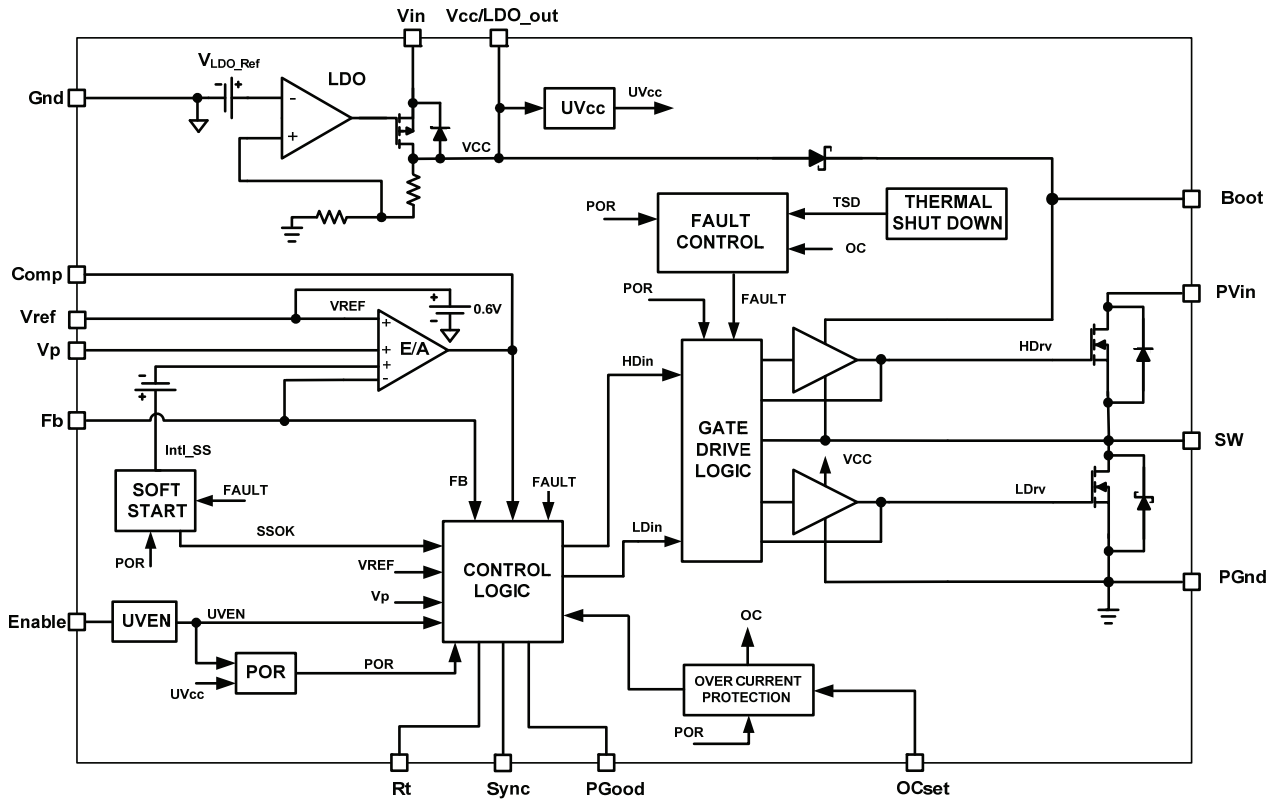 Vin
Vcc/LDO_out
VLDO_Ref
-
+
LDO
-
+
Gnd
UVcc
UVcc
VCC
Boot
THERMAL
SHUT DOWN
TSD
POR
FAULT
CONTROL
OC
Comp
Vref
VREF
+
-
0.6V
POR
FAULT
PVin
Vp
+
+
+
-
E/A
HDin
HDrv
-
+
Fb
GATE
DRIVE
LOGIC
SW
Intl_SS
VCC
SOFT
START
FAULT
FB
FAULT
LDrv
SSOK
LDin
POR
VREF
CONTROL
LOGIC
PGnd
Vp
Enable
UVEN
UVEN
OC
POR
POR
UVcc
OVER CURRENT
PROTECTION
POR
Rt
Sync
PGood
OCset